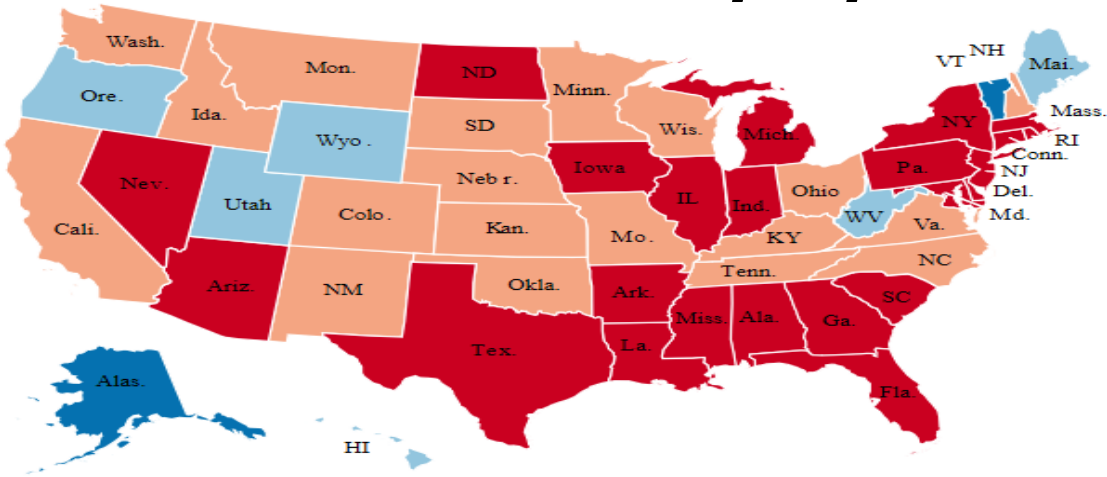 Wash.
Mon.
ND
Minn.
VT
NH
Mai.
Ore.
Ida.
Wyo .
SD
Wis.
Mich.
NY
Mass.
RI
Conn.
NJ
Del.
Md.
Nev.
Utah
Colo .
Neb r.
Iowa
IL
Ind.
Ohio
Pa.
WV
Va.
Cali.
Kan.
Mo .
KY
NC
Ariz.
NM
Okla.
Ark.
Tenn.
SC
Tex.
La.
Miss.
Ala.
Ga.
Fla.
Alas.
HI